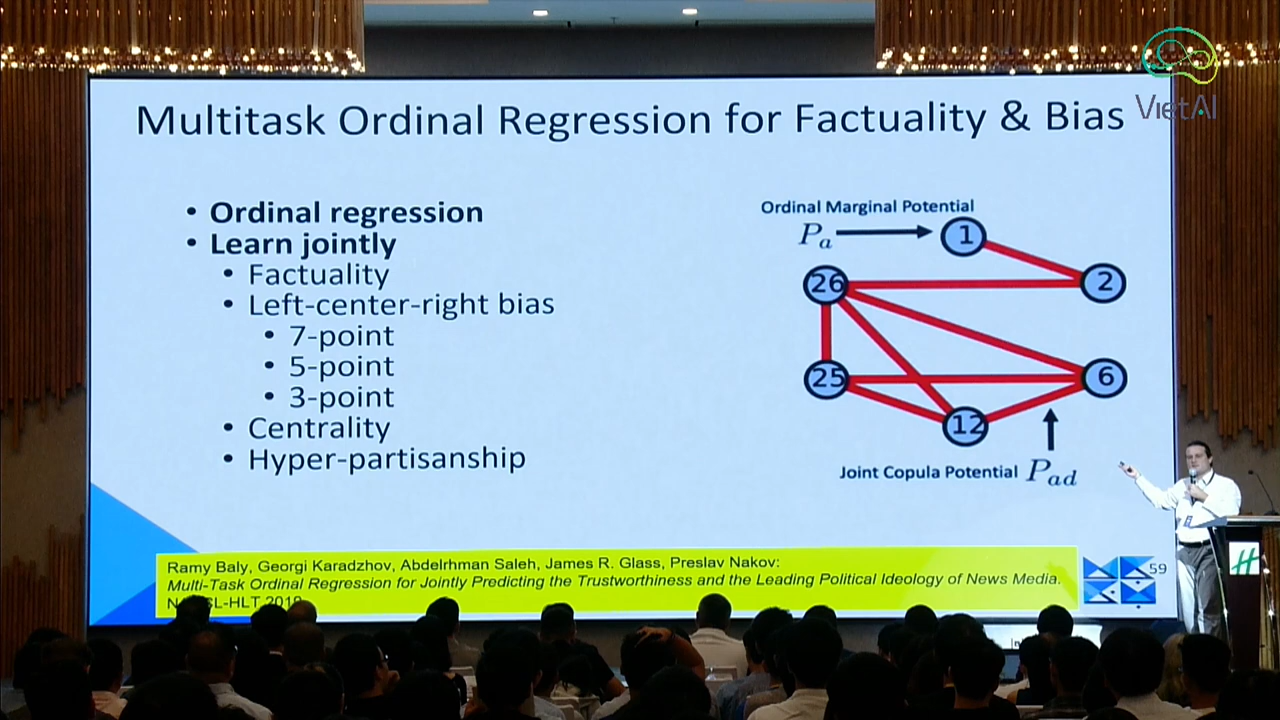 VietAI
Multitask Ordinal Regression for Factuality & Bias
• Ordinal regression
• Learn jointly
• Factuality
• Left-center-right bias
• 7-point
• 5-point
• 3-point
• Centrality
• Hyper-partisanship
Ordinal Marginal Potential
Pa
1
26
2
25
6
12
Joint Copula Potential Pad
Ramy Baly, Georgi Karadzhov, Abdelrhman Saleh, James R. Glass, Preslav Nakov:
Multi-Task Ordinal Regression for Jointly Predicting the Trustworthiness and the Leading Political Ideology of News Media.
59
H